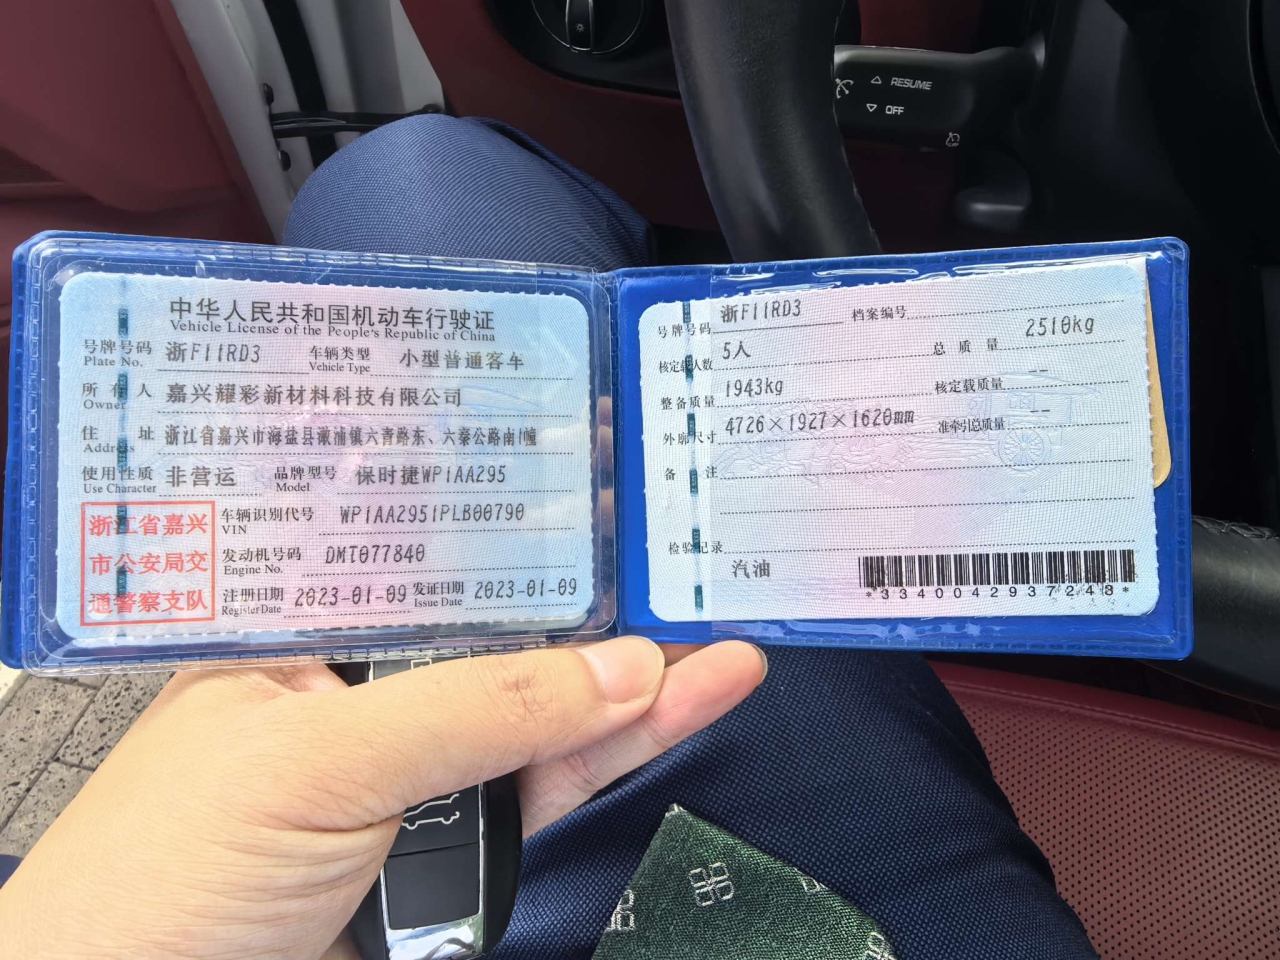 RESUME
OFF
中华人民共和国机动车行驶证
Vehicle License of the People's Republic of China
号牌号码 浙F11RD3 车辆类型 小型普通客车
Plate No. Vehicle Type
所有人 嘉兴耀彩新材料科技有限公司
Owner
住址 浙江省嘉兴市海盐县澉浦镇六青路东、六秦公路南1幢
Address
使用性质 非营运 品牌型号 保时捷WP1AA295
Use Character Model
浙江省嘉兴
市公安局交
通警察支队
车辆识别代号 WP1AA2951PLB00790
VIN
发动机号码 DMT077840
Engine No.
注册日期 2023-01-09 发证日期 2023-01-09
Register Date Issue Date
号牌号码 浙F11RD3 档案编号
核定载人数 5人 总质量 2510kg
整备质量 1943kg 核定载质量 --
外廓尺寸 4726×1927×1620mm 准牵引总质量 --
备注
检验记录
汽油
*3340042937243*